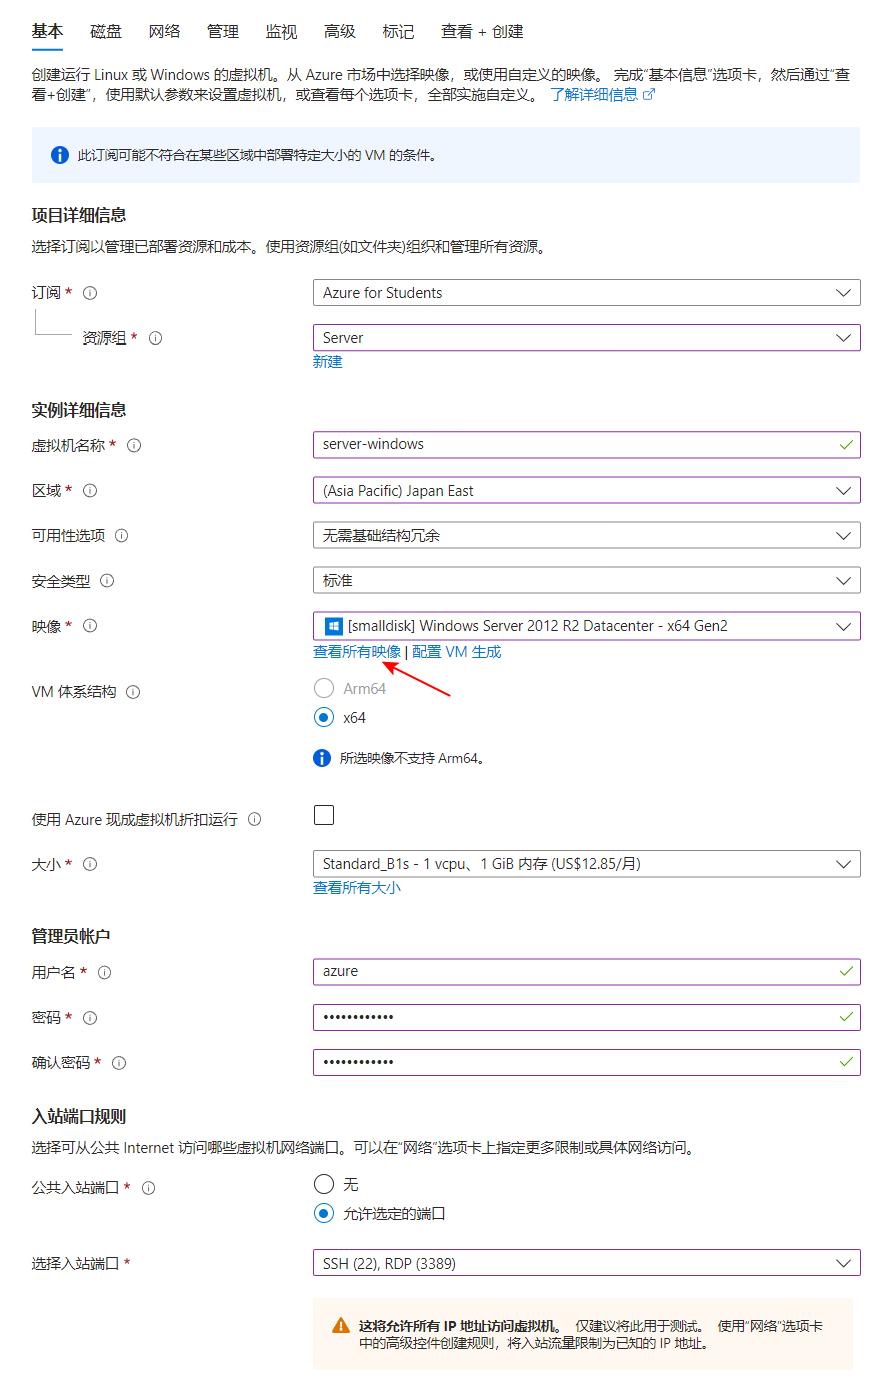 基本 磁盘 网络 管理 监视 高级 标记 查看 + 创建
创建运行 Linux 或 Windows 的虚拟机。从 Azure 市场中选择映像，或使用自定义的映像。 完成“基本信息”选项卡，然后通过“查
看+创建”，使用默认参数来设置虚拟机，或查看每个选项卡，全部实施自定义。 了解详细信息
此订阅可能不符合在某些区域中部署特定大小的 VM 的条件。
项目详细信息
选择订阅以管理已部署资源和成本。使用资源组(如文件夹)组织和管理所有资源。
订阅 * Azure for Students
资源组 * Server
新建
实例详细信息
虚拟机名称 * server-windows
区域 * (Asia Pacific) Japan East
可用性选项 无需基础结构冗余
安全类型 标准
映像 * [smalldisk] Windows Server 2012 R2 Datacenter - x64 Gen2
查看所有映像 | 配置 VM 生成
VM 体系结构 Arm64
x64
所选映像不支持 Arm64。
使用 Azure 现成虚拟机折扣运行
大小 * Standard_B1s - 1 vcpu、1 GiB 内存 (US$12.85/月)
查看所有大小
管理员帐户
用户名 * azure
密码 * ••••••••••••
确认密码 * ••••••••••••
入站端口规则
选择可从公共 Internet 访问哪些虚拟机网络端口。可以在“网络”选项卡上指定更多限制或具体网络访问。
公共入站端口 * 无
允许选定的端口
选择入站端口 * SSH (22), RDP (3389)
这将允许所有 IP 地址访问虚拟机。 仅建议将此用于测试。 使用“网络”选项卡
中的高级控件创建规则，将入站流量限制为已知的 IP 地址。